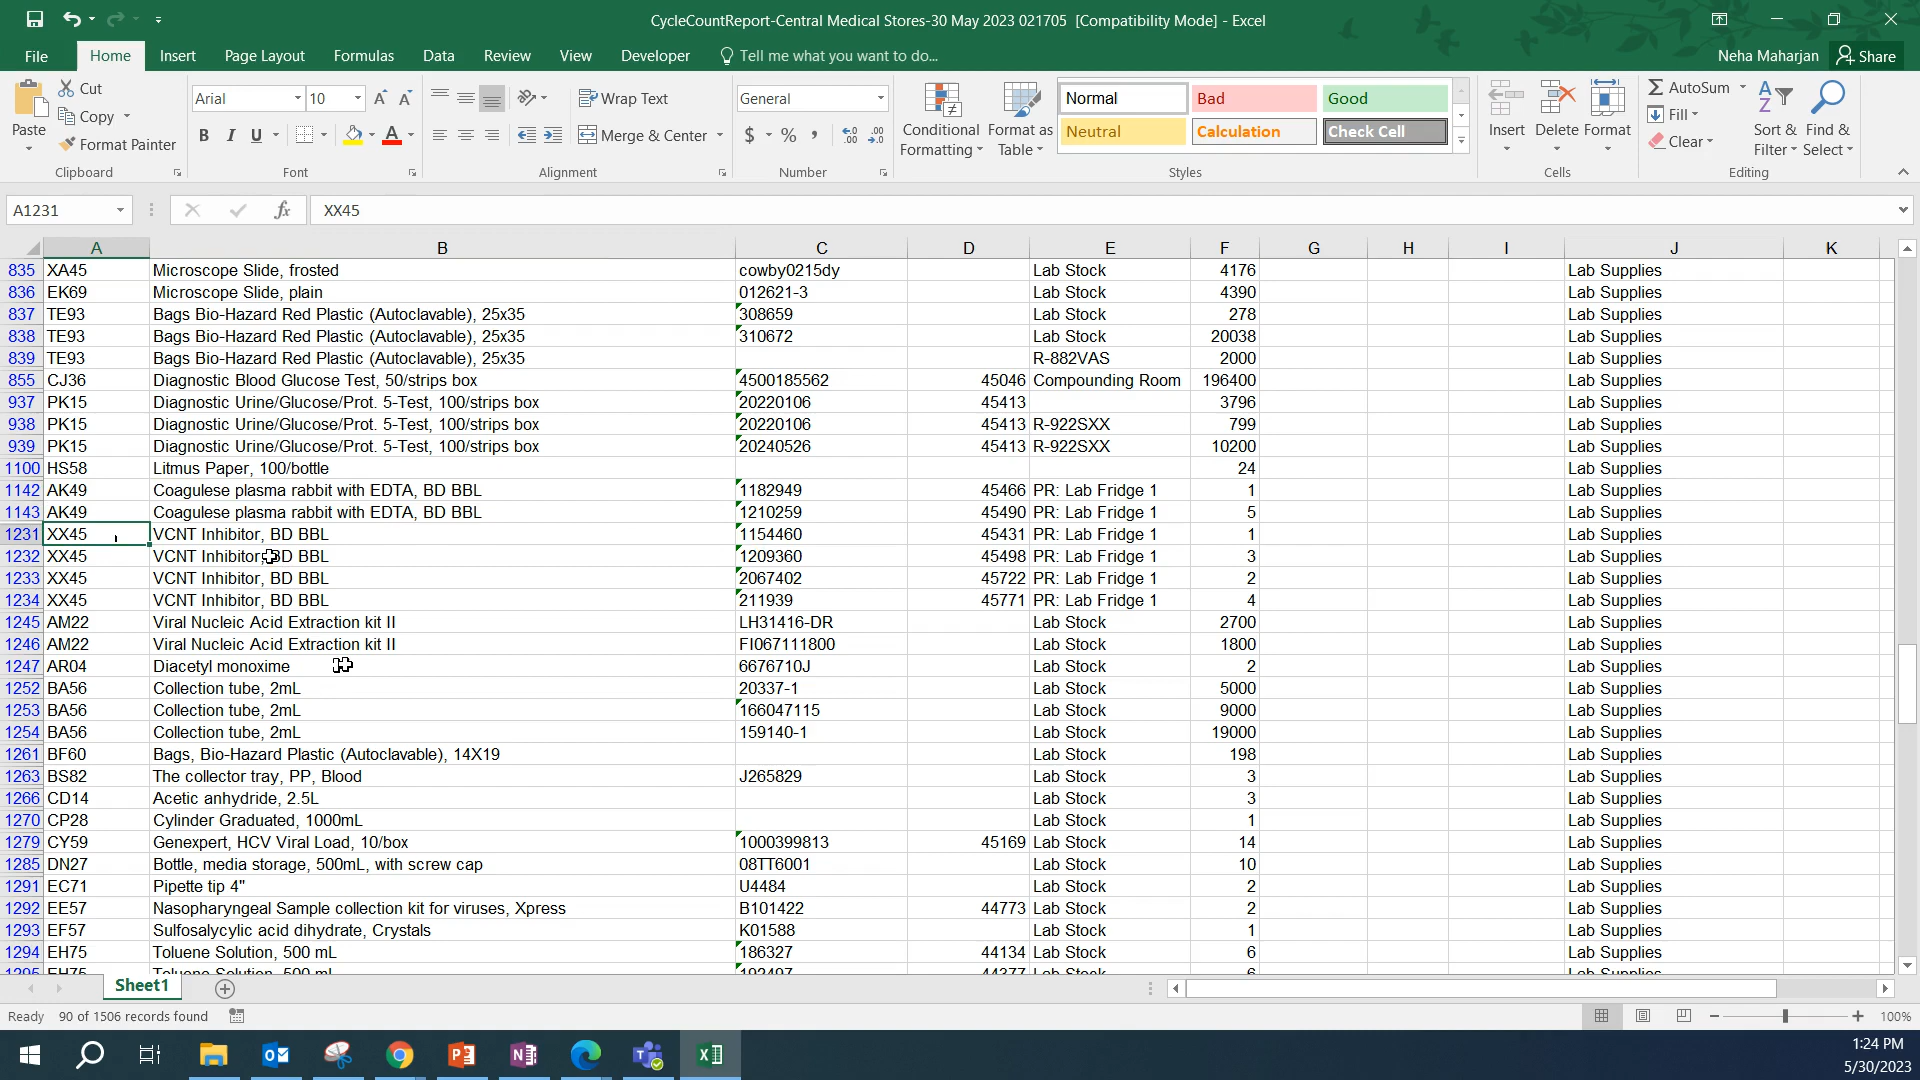 CycleCountReport-Central Medical Stores-30 May 2023 021705  [Compatibility Mode] - Excel
File Home Insert Page Layout Formulas Data Review View Developer Tell me what you want to do... Neha Maharjan Share
Paste Cut Copy Format Painter Clipboard
Arial 10 B I U A Font
Wrap Text Merge & Center Alignment
General $ % , Number
Conditional Formatting Format as Table
Normal Bad Good
Neutral Calculation Check Cell
Styles
Insert Delete Format Cells
AutoSum Fill Clear Sort & Filter Find & Select Editing
A1231 fx XX45
A B C D E F G H I J K
835 XA45 Microscope Slide, frosted cowby0215dy Lab Stock 4176 Lab Supplies
836 EK69 Microscope Slide, plain 012621-3 Lab Stock 4390 Lab Supplies
837 TE93 Bags Bio-Hazard Red Plastic (Autoclavable), 25x35 308659 Lab Stock 278 Lab Supplies
838 TE93 Bags Bio-Hazard Red Plastic (Autoclavable), 25x35 310672 Lab Stock 20038 Lab Supplies
839 TE93 Bags Bio-Hazard Red Plastic (Autoclavable), 25x35 R-882VAS 2000 Lab Supplies
855 CJ36 Diagnostic Blood Glucose Test, 50/strips box 4500185562 45046 Compounding Room 196400 Lab Supplies
937 PK15 Diagnostic Urine/Glucose/Prot. 5-Test, 100/strips box 20220106 45413 3796 Lab Supplies
938 PK15 Diagnostic Urine/Glucose/Prot. 5-Test, 100/strips box 20220106 45413 R-922SXX 799 Lab Supplies
939 PK15 Diagnostic Urine/Glucose/Prot. 5-Test, 100/strips box 20240526 45413 R-922SXX 10200 Lab Supplies
1100 HS58 Litmus Paper, 100/bottle 24 Lab Supplies
1142 AK49 Coagulese plasma rabbit with EDTA, BD BBL 1182949 45466 PR: Lab Fridge 1 1 Lab Supplies
1143 AK49 Coagulese plasma rabbit with EDTA, BD BBL 1210259 45490 PR: Lab Fridge 1 5 Lab Supplies
1231 XX45 VCNT Inhibitor, BD BBL 1154460 45431 PR: Lab Fridge 1 1 Lab Supplies
1232 XX45 VCNT Inhibitor, BD BBL 1209360 45498 PR: Lab Fridge 1 3 Lab Supplies
1233 XX45 VCNT Inhibitor, BD BBL 2067402 45722 PR: Lab Fridge 1 2 Lab Supplies
1234 XX45 VCNT Inhibitor, BD BBL 211939 45771 PR: Lab Fridge 1 4 Lab Supplies
1245 AM22 Viral Nucleic Acid Extraction kit II LH31416-DR Lab Stock 2700 Lab Supplies
1246 AM22 Viral Nucleic Acid Extraction kit II FI067111800 Lab Stock 1800 Lab Supplies
1247 AR04 Diacetyl monoxime 6676710J Lab Stock 2 Lab Supplies
1252 BA56 Collection tube, 2mL 20337-1 Lab Stock 5000 Lab Supplies
1253 BA56 Collection tube, 2mL 166047115 Lab Stock 9000 Lab Supplies
1254 BA56 Collection tube, 2mL 159140-1 Lab Stock 19000 Lab Supplies
1261 BF60 Bags, Bio-Hazard Plastic (Autoclavable), 14X19 Lab Stock 198 Lab Supplies
1263 BS82 The collector tray, PP, Blood J265829 Lab Stock 3 Lab Supplies
1266 CD14 Acetic anhydride, 2.5L Lab Stock 3 Lab Supplies
1270 CP28 Cylinder Graduated, 1000mL Lab Stock 1 Lab Supplies
1279 CY59 Genexpert, HCV Viral Load, 10/box 1000399813 45169 Lab Stock 14 Lab Supplies
1285 DN27 Bottle, media storage, 500mL, with screw cap 08TT6001 Lab Stock 10 Lab Supplies
1291 EC71 Pipette tip 4" U4484 Lab Stock 2 Lab Supplies
1292 EE57 Nasopharyngeal Sample collection kit for viruses, Xpress B101422 44773 Lab Stock 2 Lab Supplies
1293 EF57 Sulfosalycylic acid dihydrate, Crystals K01588 Lab Stock 1 Lab Supplies
1294 EH75 Toluene Solution, 500 mL 186327 44134 Lab Stock 6 Lab Supplies
1295 EH75 Toluene Solution, 500 mL 192497 44377 Lab Stock 6 Lab Supplies
Sheet1
Ready 90 of 1506 records found 100%
1:24 PM
5/30/2023